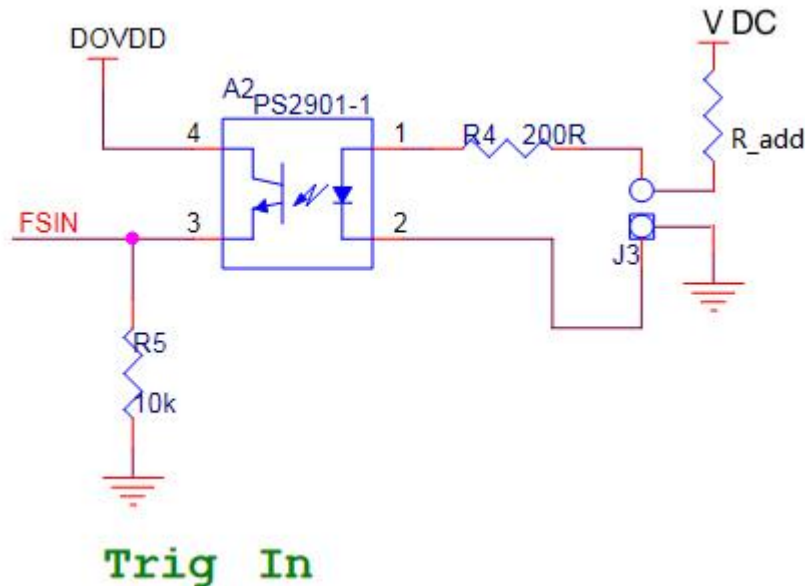 V DC
DOVDD
A2
PS2901-1
4
1
R4 200R
R_add
FSIN
3
2
J3
R5
10k
Trig In